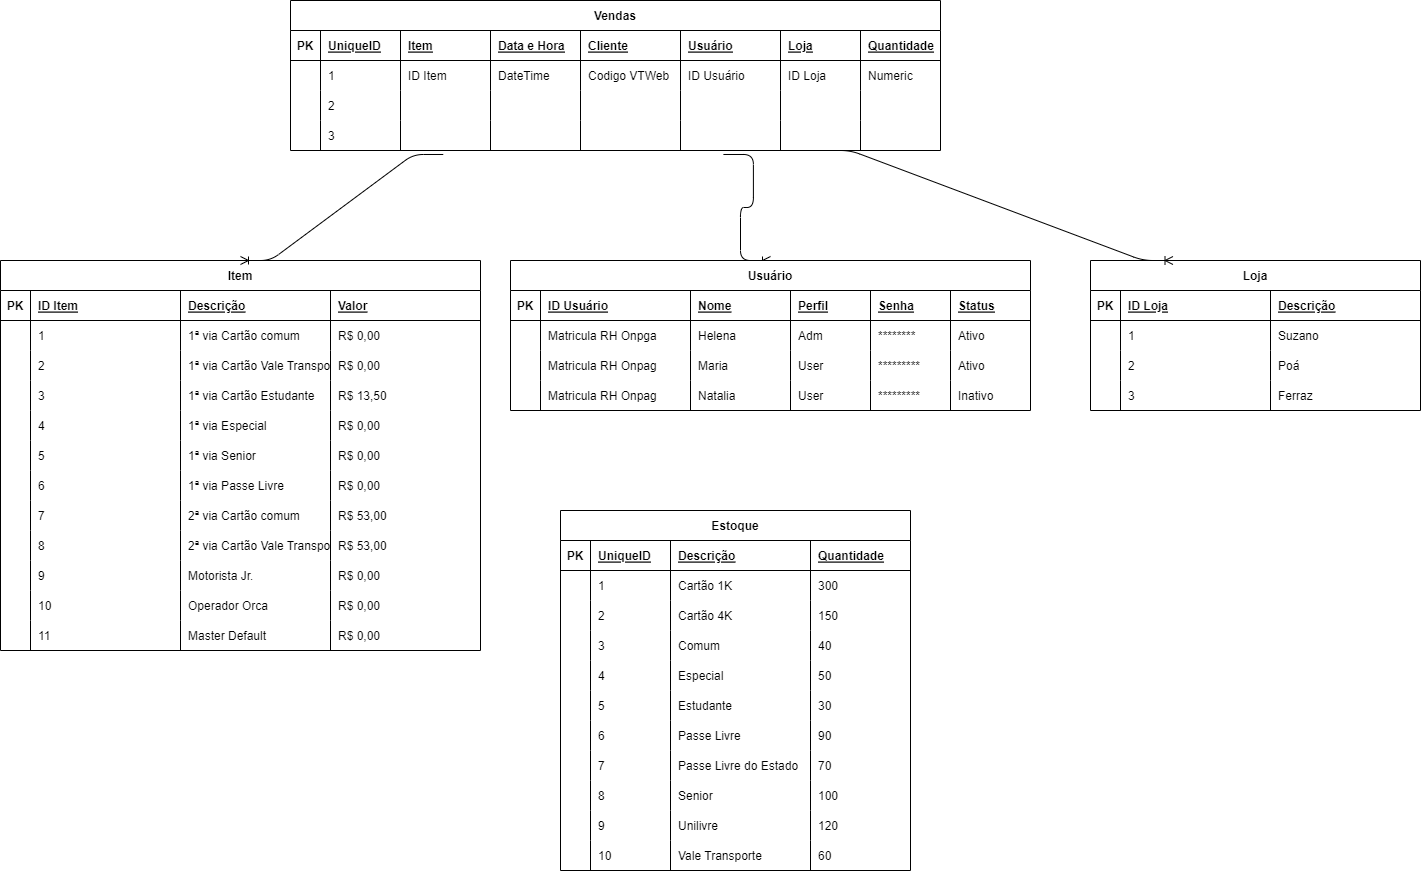 Vendas
PK UniqueID Item Data e Hora Cliente Usuário Loja Quantidade
1 ID Item DateTime Codigo VTWeb ID Usuário ID Loja Numeric
2
3
Item
PK ID Item Descrição Valor
1 1ª via Cartão comum R$ 0,00
2 1ª via Cartão Vale Transpo R$ 0,00
3 1ª via Cartão Estudante R$ 13,50
4 1ª via Especial R$ 0,00
5 1ª via Senior R$ 0,00
6 1ª via Passe Livre R$ 0,00
7 2ª via Cartão comum R$ 53,00
8 2ª via Cartão Vale Transpo R$ 53,00
9 Motorista Jr. R$ 0,00
10 Operador Orca R$ 0,00
11 Master Default R$ 0,00
Usuário
PK ID Usuário Nome Perfil Senha Status
Matricula RH Onpga Helena Adm ******** Ativo
Matricula RH Onpag Maria User ********* Ativo
Matricula RH Onpag Natalia User ********* Inativo
Loja
PK ID Loja Descrição
1 Suzano
2 Poá
3 Ferraz
Estoque
PK UniqueID Descrição Quantidade
1 Cartão 1K 300
2 Cartão 4K 150
3 Comum 40
4 Especial 50
5 Estudante 30
6 Passe Livre 90
7 Passe Livre do Estado 70
8 Senior 100
9 Unilivre 120
10 Vale Transporte 60